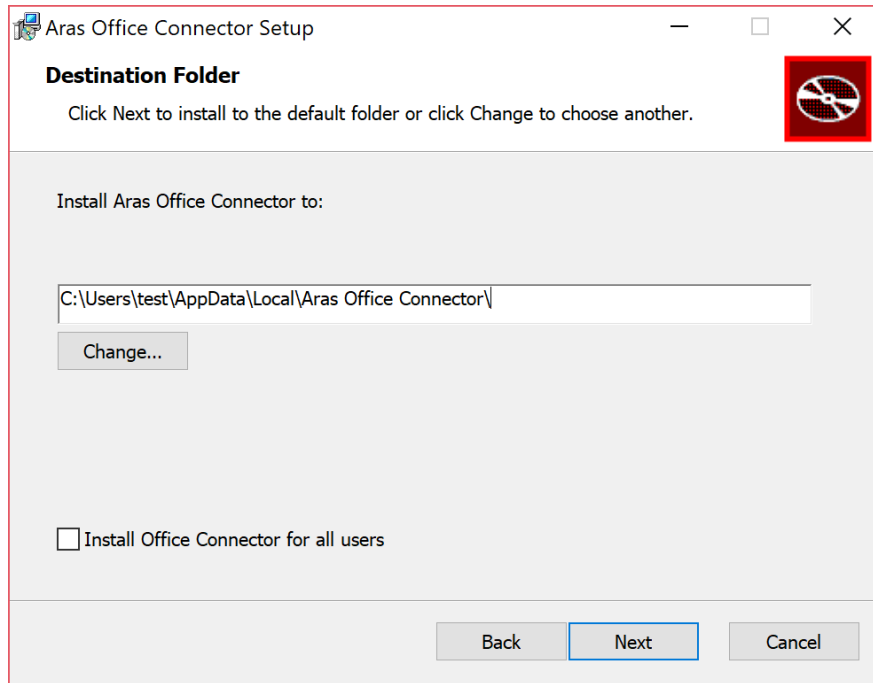 Aras Office Connector Setup
Destination Folder
Click Next to install to the default folder or click Change to choose another.
Install Aras Office Connector to:
C:\Users\test\AppData\Local\Aras Office Connector\
Change...
Install Office Connector for all users
Back Next Cancel